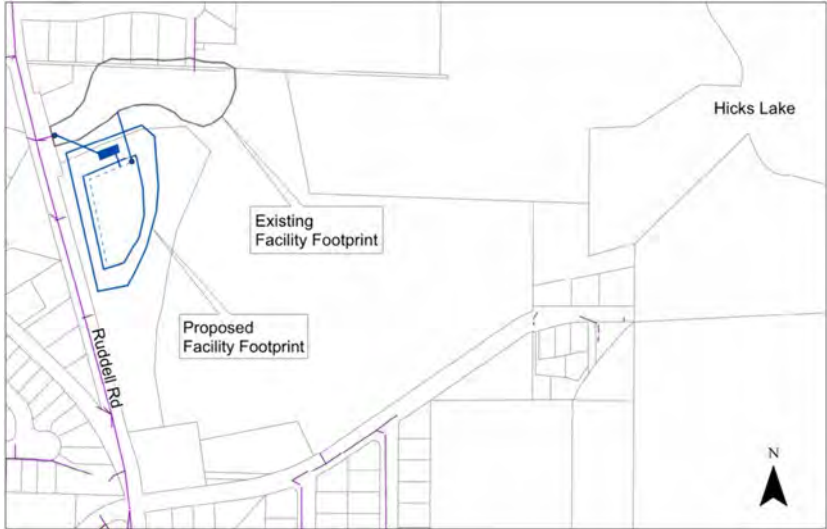 Hicks Lake
Existing
Facility Footprint
Proposed
Facility Footprint
Ruddell Rd
N